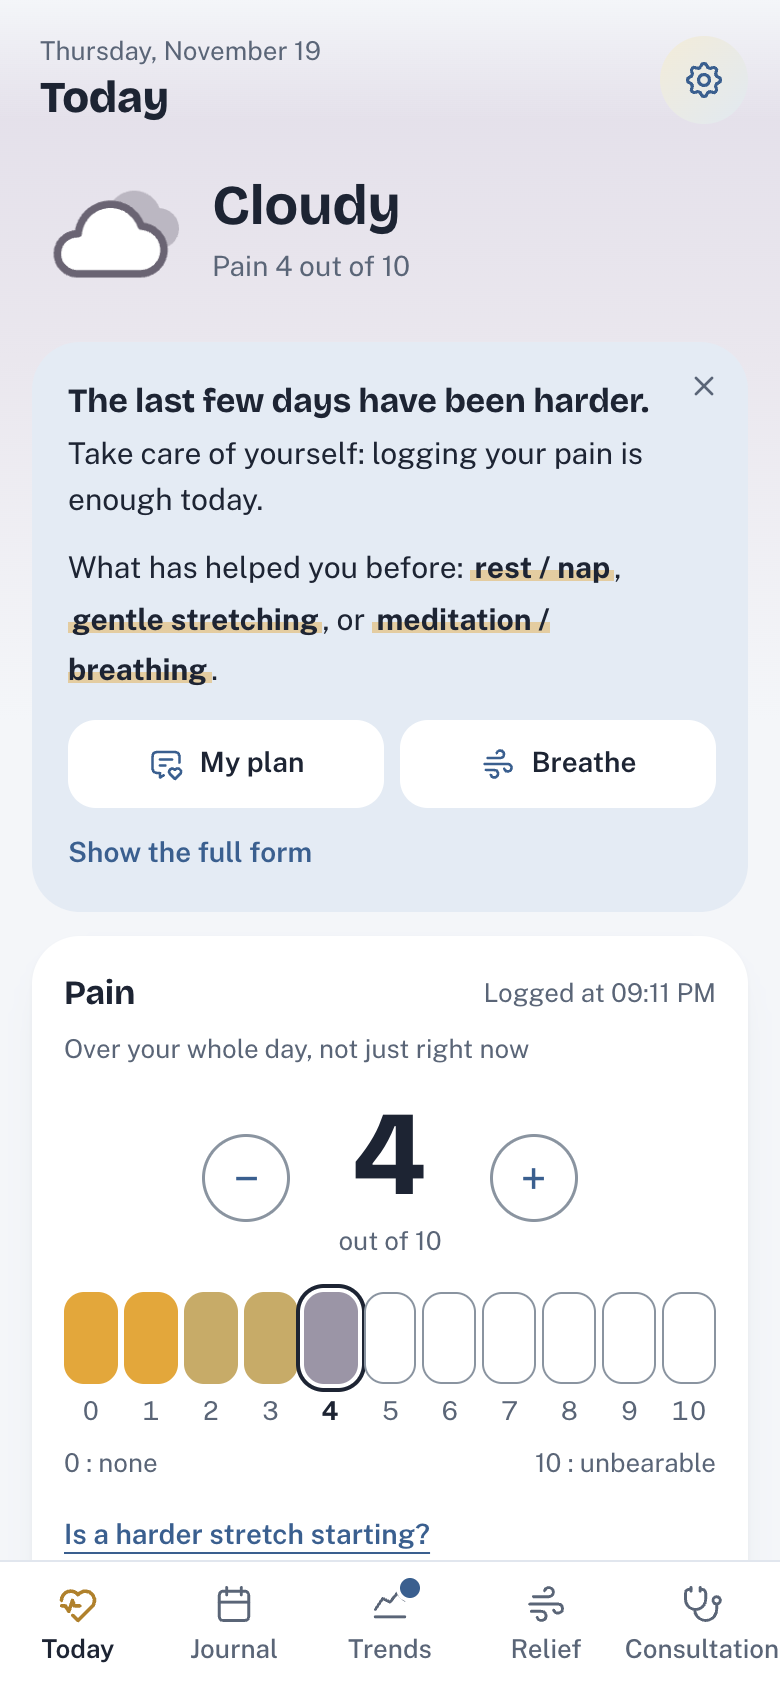 Thursday, November 19
Today
Cloudy
Pain 4 out of 10
The last few days have been harder.
Take care of yourself: logging your pain is
enough today.
What has helped you before: rest / nap,
gentle stretching, or meditation /
breathing.
My plan
Breathe
Show the full form
Pain
Logged at 09:11 PM
Over your whole day, not just right now
−
4
+
out of 10
0 1 2 3 4 5 6 7 8 9 10
0 : none
10 : unbearable
Is a harder stretch starting?
Today
Journal
Trends
Relief
Consultation